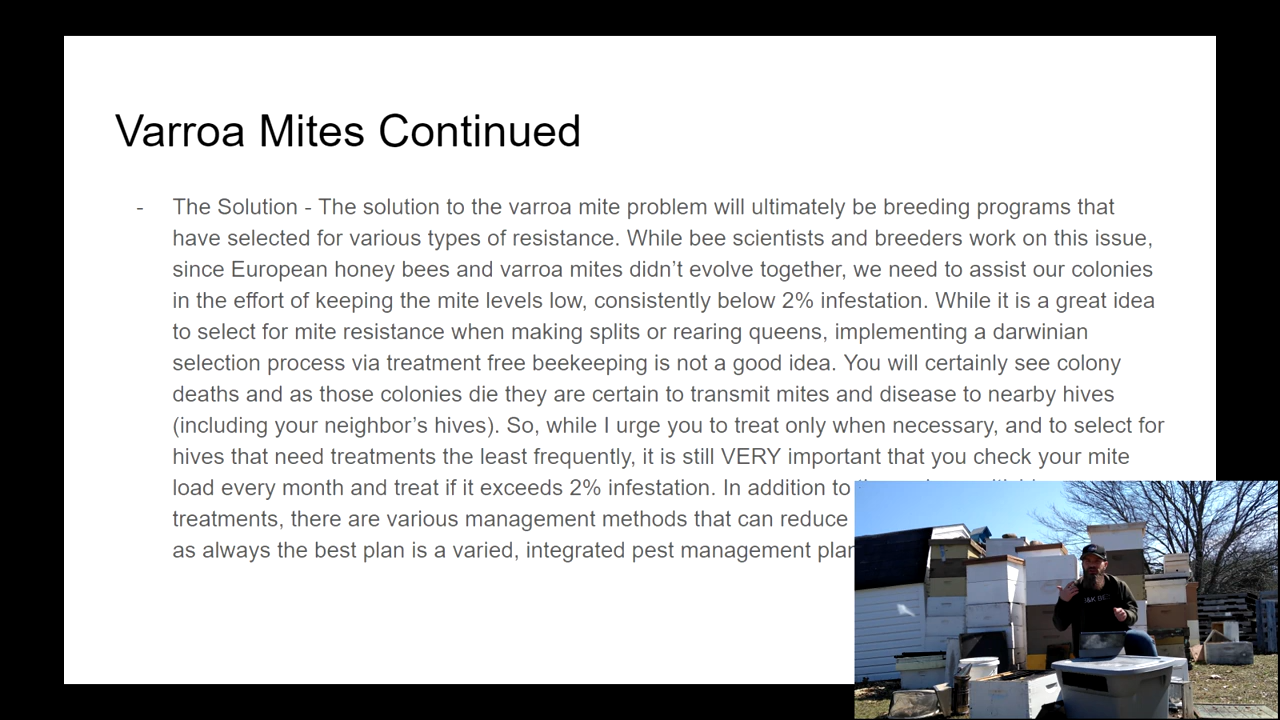 Varroa Mites Continued
- The Solution - The solution to the varroa mite problem will ultimately be breeding programs that
have selected for various types of resistance. While bee scientists and breeders work on this issue,
since European honey bees and varroa mites didn’t evolve together, we need to assist our colonies
in the effort of keeping the mite levels low, consistently below 2% infestation. While it is a great idea
to select for mite resistance when making splits or rearing queens, implementing a darwinian
selection process via treatment free beekeeping is not a good idea. You will certainly see colony
deaths and as those colonies die they are certain to transmit mites and disease to nearby hives
(including your neighbor’s hives). So, while I urge you to treat only when necessary, and to select for
hives that need treatments the least frequently, it is still VERY important that you check your mite
load every month and treat if it exceeds 2% infestation. In addition to
treatments, there are various management methods that can reduce
as always the best plan is a varied, integrated pest management plan